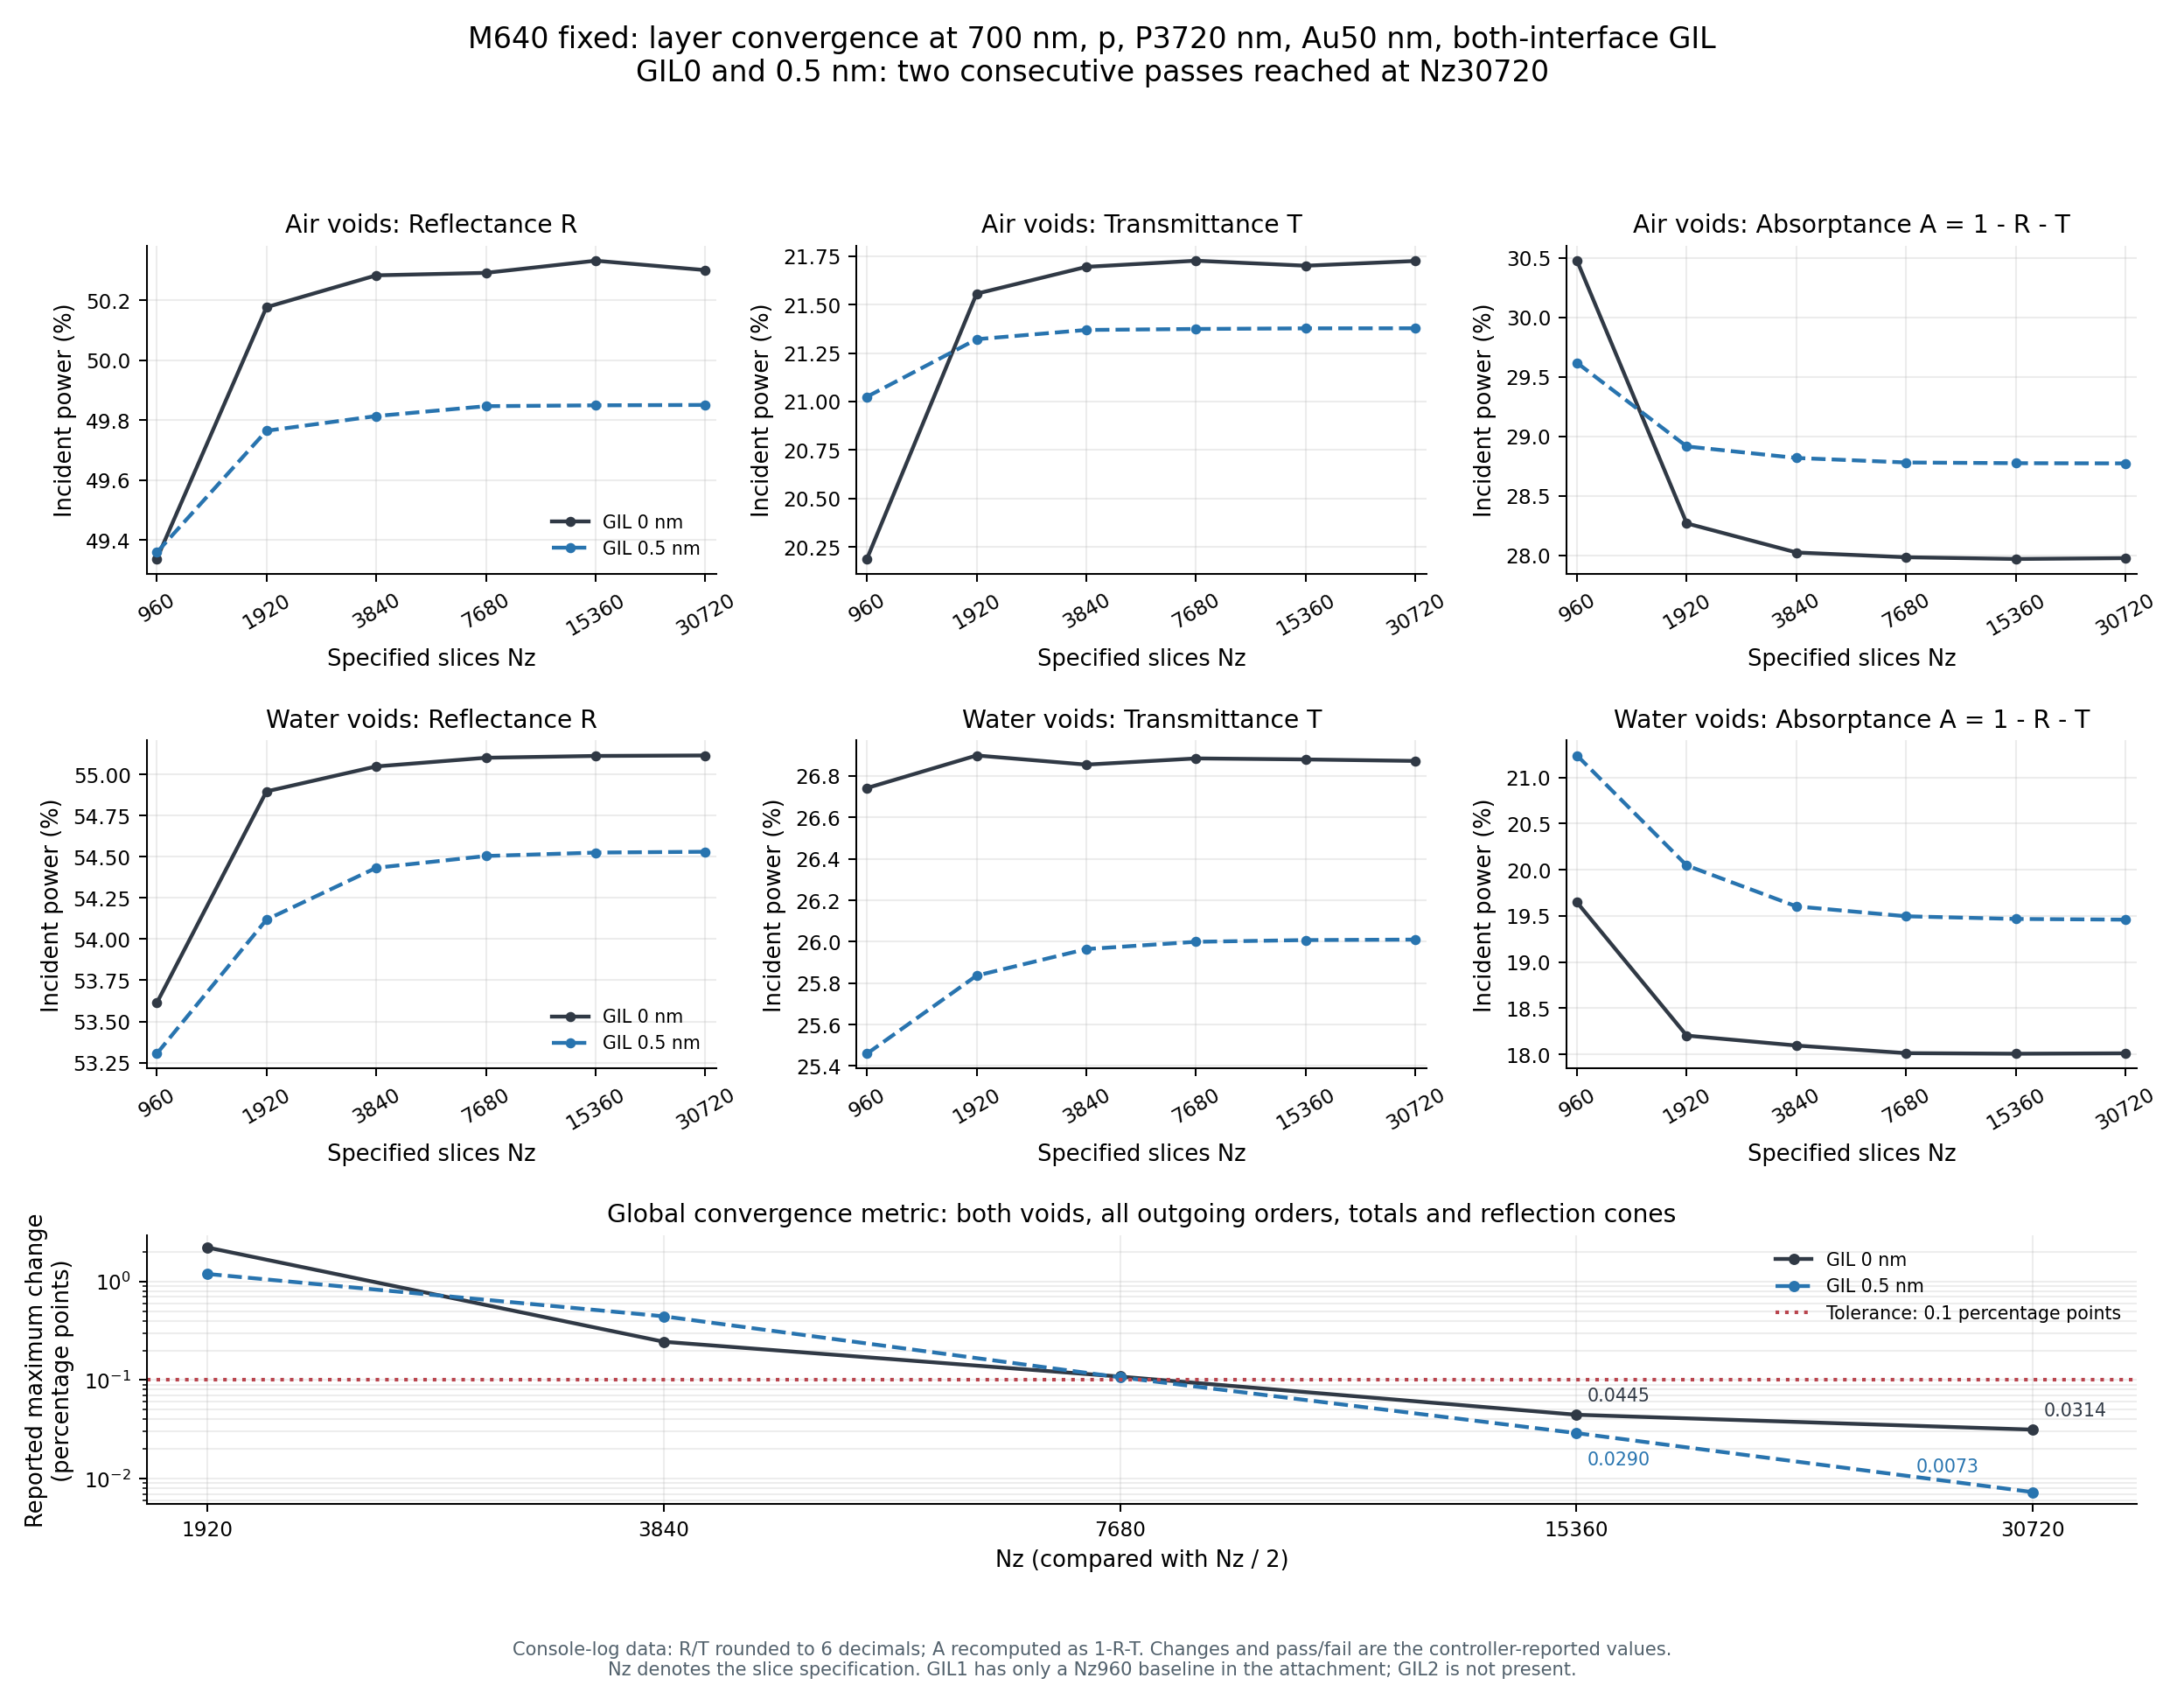 M640 fixed: layer convergence at 700 nm, p, P3720 nm, Au50 nm, both-interface GIL
GIL0 and 0.5 nm: two consecutive passes reached at Nz30720
Air voids: Reflectance R
Incident power (%)
50.2
50.0
49.8
49.6
49.4
GIL 0 nm
GIL 0.5 nm
960
1920
3840
7680
15360
30720
Specified slices Nz
Air voids: Transmittance T
Incident power (%)
21.75
21.50
21.25
21.00
20.75
20.50
20.25
960
1920
3840
7680
15360
30720
Specified slices Nz
Air voids: Absorptance A = 1 - R - T
Incident power (%)
30.5
30.0
29.5
29.0
28.5
28.0
960
1920
3840
7680
15360
30720
Specified slices Nz
Water voids: Reflectance R
Incident power (%)
55.00
54.75
54.50
54.25
54.00
53.75
53.50
53.25
GIL 0 nm
GIL 0.5 nm
960
1920
3840
7680
15360
30720
Specified slices Nz
Water voids: Transmittance T
Incident power (%)
26.8
26.6
26.4
26.2
26.0
25.8
25.6
25.4
960
1920
3840
7680
15360
30720
Specified slices Nz
Water voids: Absorptance A = 1 - R - T
Incident power (%)
21.0
20.5
20.0
19.5
19.0
18.5
18.0
960
1920
3840
7680
15360
30720
Specified slices Nz
Global convergence metric: both voids, all outgoing orders, totals and reflection cones
Reported maximum change
(percentage points)
10⁰
10⁻¹
10⁻²
GIL 0 nm
GIL 0.5 nm
Tolerance: 0.1 percentage points
0.0445
0.0314
0.0290
0.0073
1920
3840
7680
15360
30720
Nz (compared with Nz / 2)
Console-log data: R/T rounded to 6 decimals; A recomputed as 1-R-T. Changes and pass/fail are the controller-reported values.
Nz denotes the slice specification. GIL1 has only a Nz960 baseline in the attachment; GIL2 is not present.